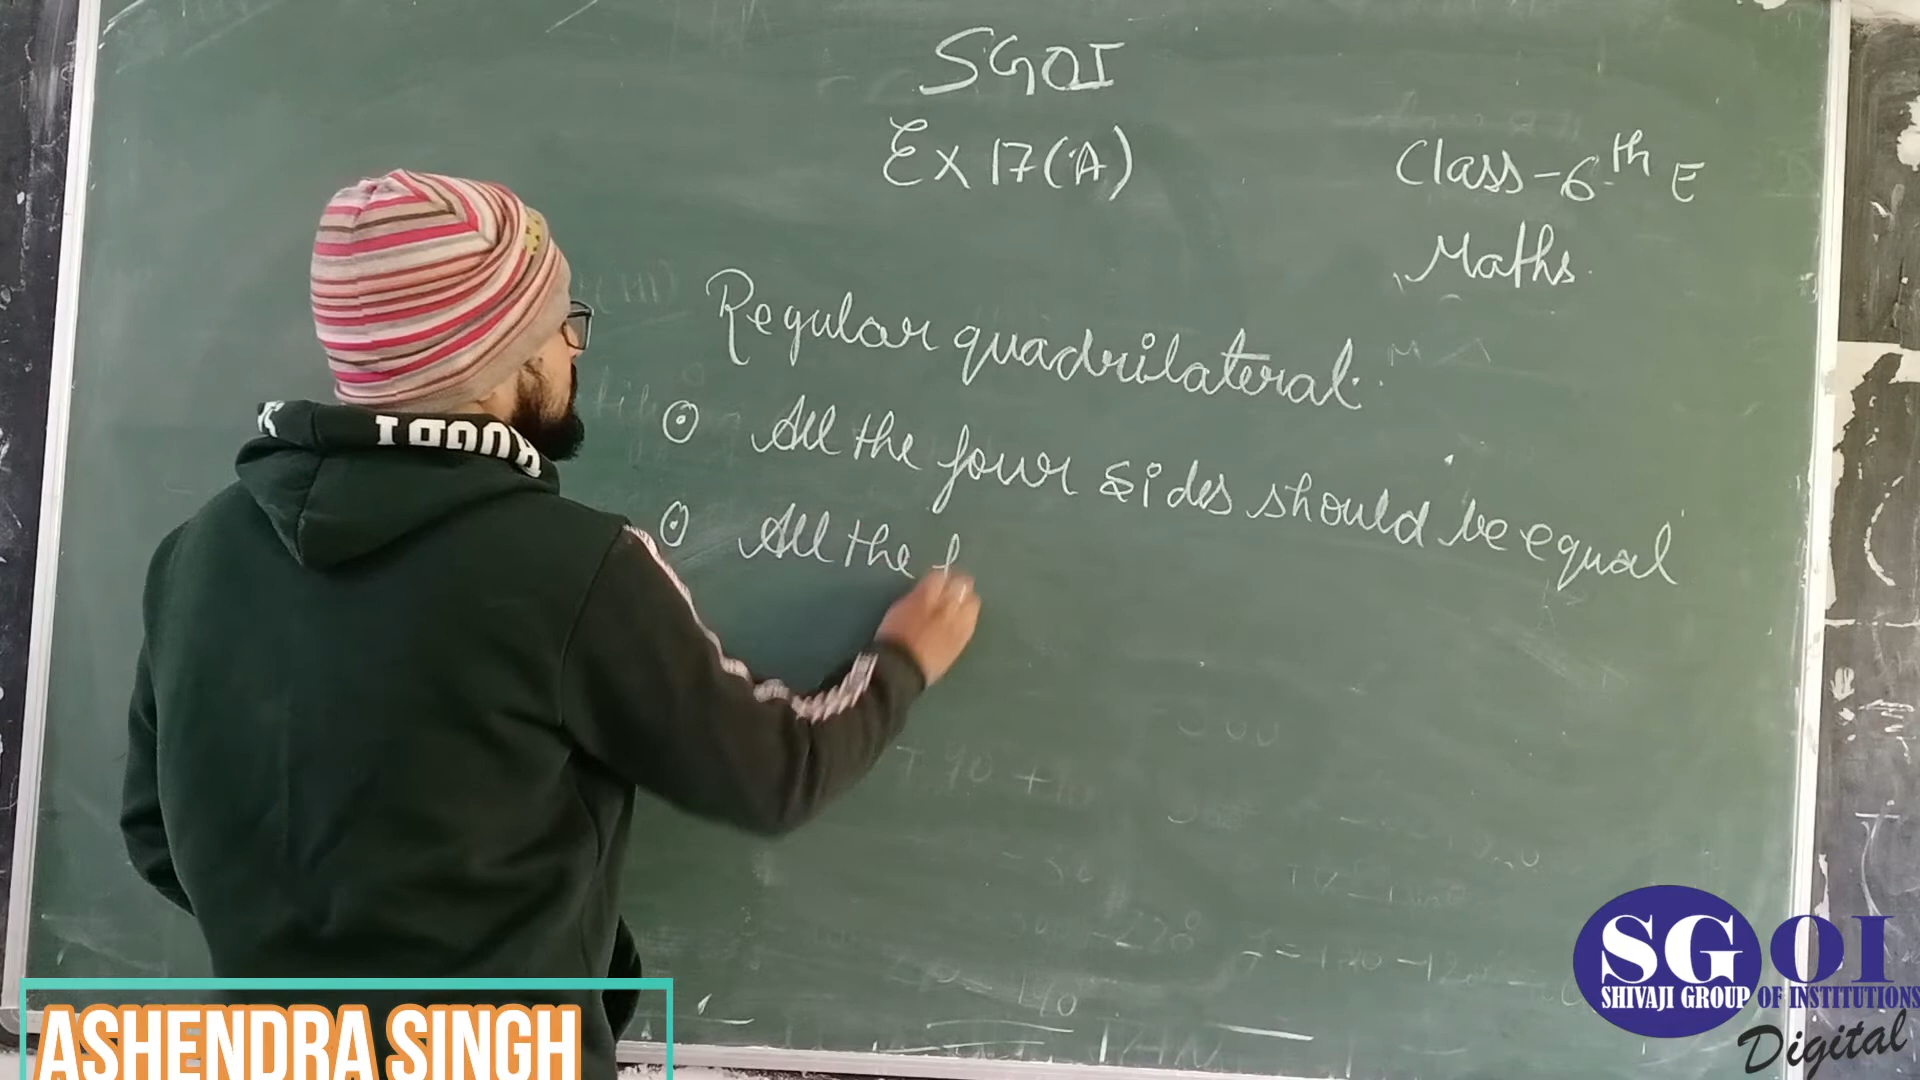 SGOI
Ex 17(A)
Class-6th E
Maths
Regular quadrilateral:
⊙ All the four sides should be equal
⊙ All the f
ASHENDRA SINGH
SGOI
SHIVAJI GROUP OF INSTITUTIONS
Digital